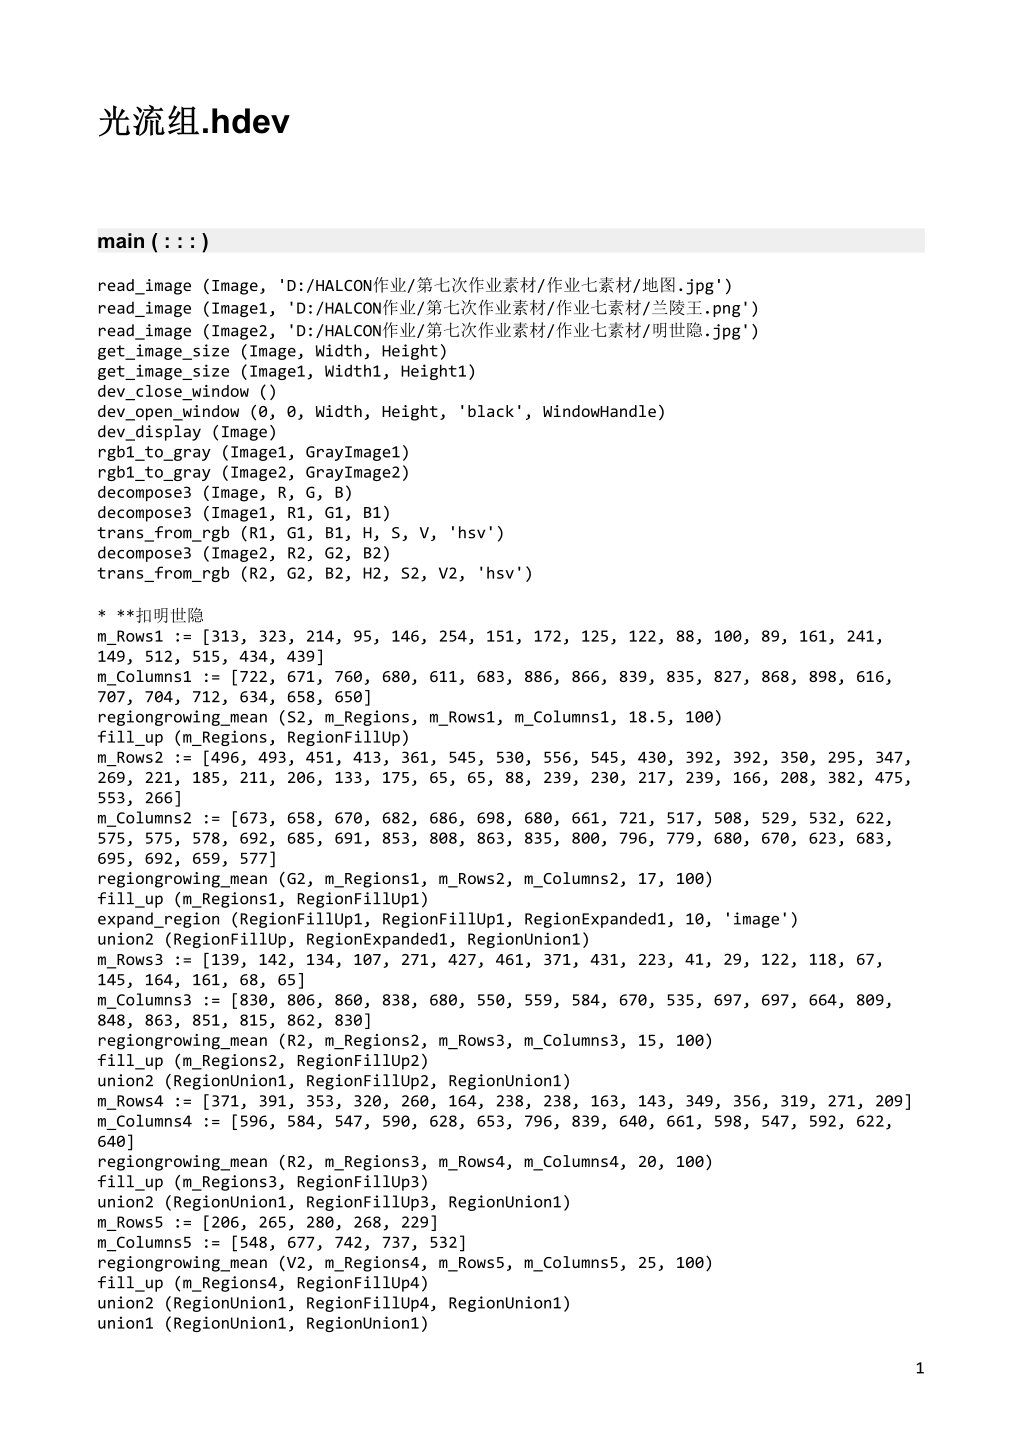 光流组.hdev
main ( : : : )
read_image (Image, 'D:/HALCON作业/第七次作业素材/作业七素材/地图.jpg')
read_image (Image1, 'D:/HALCON作业/第七次作业素材/作业七素材/兰陵王.png')
read_image (Image2, 'D:/HALCON作业/第七次作业素材/作业七素材/明世隐.jpg')
get_image_size (Image, Width, Height)
get_image_size (Image1, Width1, Height1)
dev_close_window ()
dev_open_window (0, 0, Width, Height, 'black', WindowHandle)
dev_display (Image)
rgb1_to_gray (Image1, GrayImage1)
rgb1_to_gray (Image2, GrayImage2)
decompose3 (Image, R, G, B)
decompose3 (Image1, R1, G1, B1)
trans_from_rgb (R1, G1, B1, H, S, V, 'hsv')
decompose3 (Image2, R2, G2, B2)
trans_from_rgb (R2, G2, B2, H2, S2, V2, 'hsv')
* **扣明世隐
m_Rows1 := [313, 323, 214, 95, 146, 254, 151, 172, 125, 122, 88, 100, 89, 161, 241,
149, 512, 515, 434, 439]
m_Columns1 := [722, 671, 760, 680, 611, 683, 886, 866, 839, 835, 827, 868, 898, 616,
707, 704, 712, 634, 658, 650]
regiongrowing_mean (S2, m_Regions, m_Rows1, m_Columns1, 18.5, 100)
fill_up (m_Regions, RegionFillUp)
m_Rows2 := [496, 493, 451, 413, 361, 545, 530, 556, 545, 430, 392, 392, 350, 295, 347,
269, 221, 185, 211, 206, 133, 175, 65, 65, 88, 239, 230, 217, 239, 166, 208, 382, 475,
553, 266]
m_Columns2 := [673, 658, 670, 682, 686, 698, 680, 661, 721, 517, 508, 529, 532, 622,
575, 575, 578, 692, 685, 691, 853, 808, 863, 835, 800, 796, 779, 680, 670, 623, 683,
695, 692, 659, 577]
regiongrowing_mean (G2, m_Regions1, m_Rows2, m_Columns2, 17, 100)
fill_up (m_Regions1, RegionFillUp1)
expand_region (RegionFillUp1, RegionFillUp1, RegionExpanded1, 10, 'image')
union2 (RegionFillUp, RegionExpanded1, RegionUnion1)
m_Rows3 := [139, 142, 134, 107, 271, 427, 461, 371, 431, 223, 41, 29, 122, 118, 67,
145, 164, 161, 68, 65]
m_Columns3 := [830, 806, 860, 838, 680, 550, 559, 584, 670, 535, 697, 697, 664, 809,
848, 863, 851, 815, 862, 830]
regiongrowing_mean (R2, m_Regions2, m_Rows3, m_Columns3, 15, 100)
fill_up (m_Regions2, RegionFillUp2)
union2 (RegionUnion1, RegionFillUp2, RegionUnion1)
m_Rows4 := [371, 391, 353, 320, 260, 164, 238, 238, 163, 143, 349, 356, 319, 271, 209]
m_Columns4 := [596, 584, 547, 590, 628, 653, 796, 839, 640, 661, 598, 547, 592, 622,
640]
regiongrowing_mean (R2, m_Regions3, m_Rows4, m_Columns4, 20, 100)
fill_up (m_Regions3, RegionFillUp3)
union2 (RegionUnion1, RegionFillUp3, RegionUnion1)
m_Rows5 := [206, 265, 280, 268, 229]
m_Columns5 := [548, 677, 742, 737, 532]
regiongrowing_mean (V2, m_Regions4, m_Rows5, m_Columns5, 25, 100)
fill_up (m_Regions4, RegionFillUp4)
union2 (RegionUnion1, RegionFillUp4, RegionUnion1)
union1 (RegionUnion1, RegionUnion1)
1